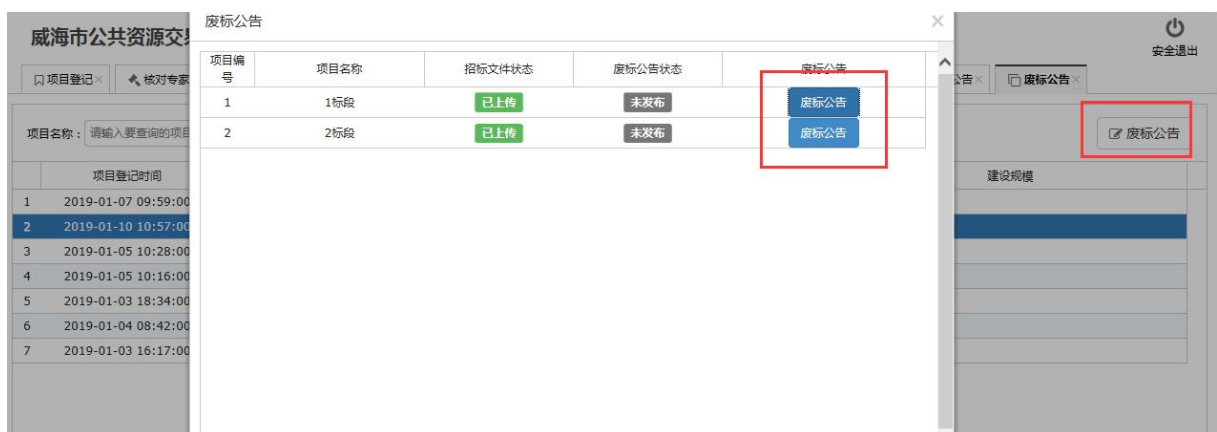 威海市公共资源交
安全退出
项目登记
核对专家
公告
废标公告
项目名称：
请输入要查询的项目
废标公告
项目登记时间
建设规模
1 2019-01-07 09:59:00
2 2019-01-10 10:57:00
3 2019-01-05 10:28:00
4 2019-01-05 10:16:00
5 2019-01-03 18:34:00
6 2019-01-04 08:42:00
7 2019-01-03 16:17:00
废标公告
项目编号 项目名称 招标文件状态 废标公告状态 废标公告
1 1标段 已上传 未发布 废标公告
2 2标段 已上传 未发布 废标公告